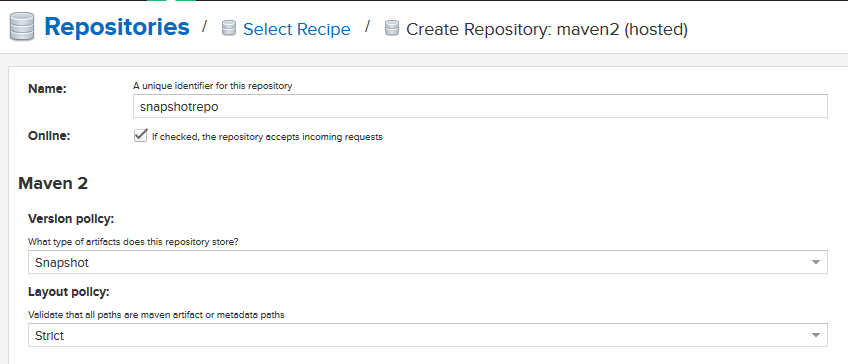 Repositories / Select Recipe / Create Repository: maven2 (hosted)
Name: A unique identifier for this repository
snapshotrepo
Online: If checked, the repository accepts incoming requests
Maven 2
Version policy:
What type of artifacts does this repository store?
Snapshot
Layout policy:
Validate that all paths are maven artifact or metadata paths
Strict